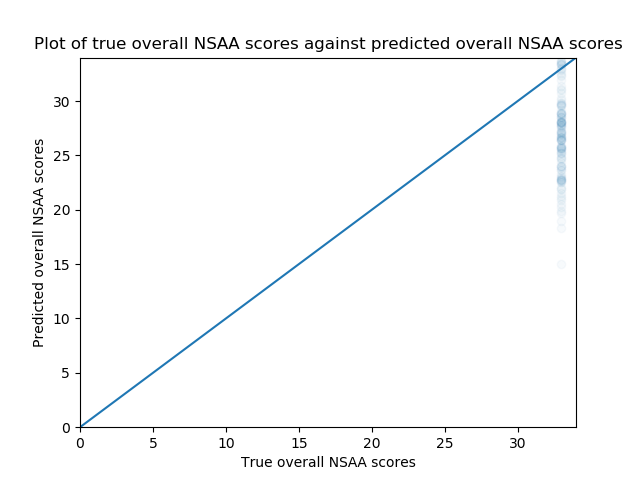 Plot of true overall NSAA scores against predicted overall NSAA scores
Predicted overall NSAA scores
30
25
20
15
10
5
0
0 5 10 15 20 25 30
True overall NSAA scores